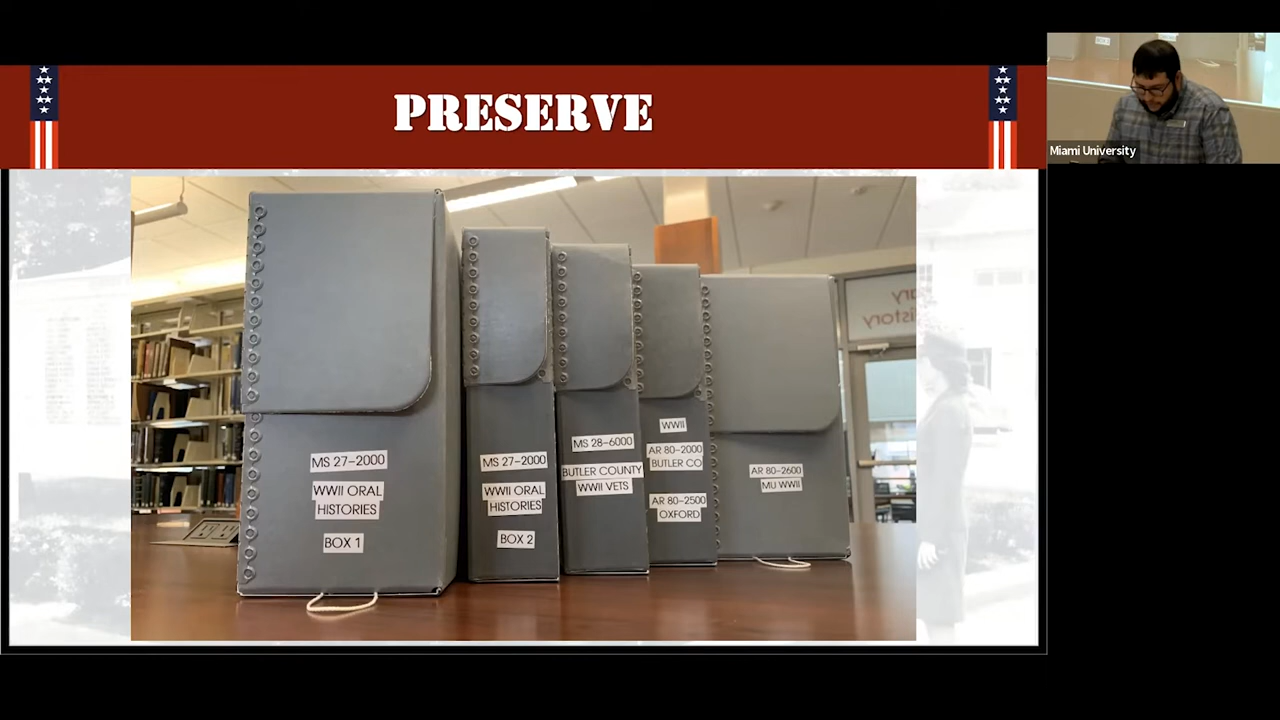 PRESERVE
Miami University
MS 27-2000
WWII ORAL
HISTORIES
BOX 1
MS 27-2000
WWII ORAL
HISTORIES
BOX 2
MS 28-6000
BUTLER COUNTY
WWII VETS
WWII
AR 80-2000
BUTLER CO
AR 80-2500
OXFORD
AR 80-2600
MU WWII